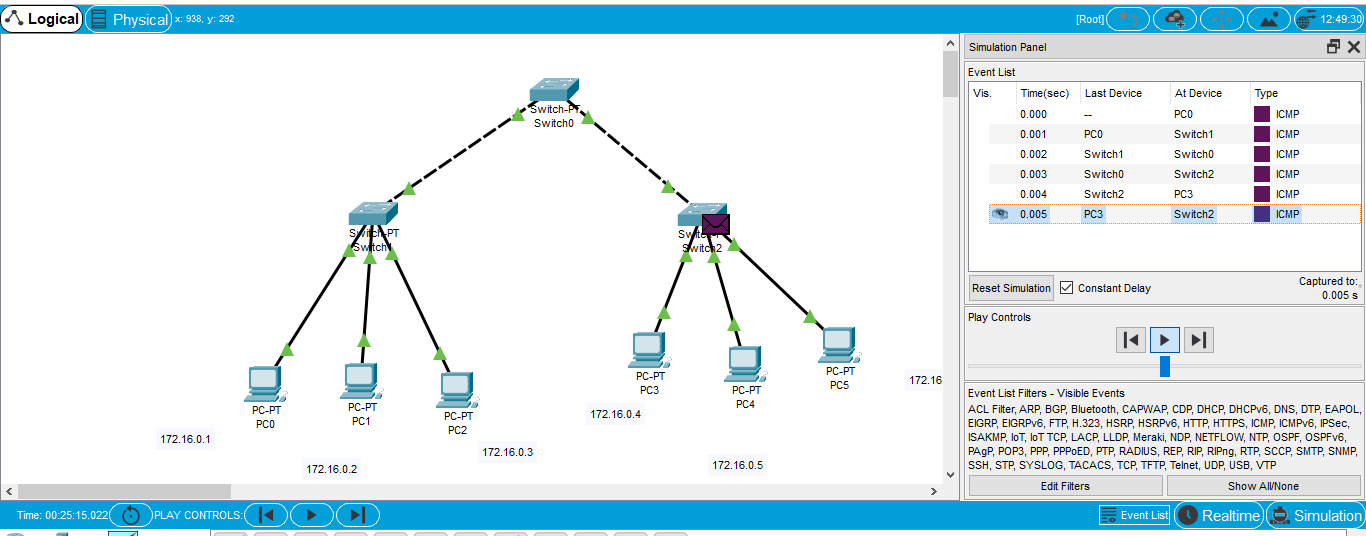 Logical Physical x: 938, y: 292 [Root] 12:49:30
Simulation Panel
Event List
Vis. Time(sec) Last Device At Device Type
0.000 -- PC0 ICMP
0.001 PC0 Switch1 ICMP
0.002 Switch1 Switch0 ICMP
0.003 Switch0 Switch2 ICMP
0.004 Switch2 PC3 ICMP
0.005 PC3 Switch2 ICMP
Reset Simulation Constant Delay Captured to:
0.005 s
Play Controls
Event List Filters - Visible Events
ACL Filter, ARP, BGP, Bluetooth, CAPWAP, CDP, DHCP, DHCPv6, DNS, DTP, EAPOL,
EIGRP, EIGRPv6, FTP, H.323, HSRP, HSRPv6, HTTP, HTTPS, ICMP, ICMPv6, IPSec,
ISAKMP, IoT, IoT TCP, LACP, LLDP, Meraki, NDP, NETFLOW, NTP, OSPF, OSPFv6,
PAgP, POP3, PPP, PPPoED, PTP, RADIUS, REP, RIP, RIPng, RTP, SCCP, SMTP, SNMP,
SSH, STP, SYSLOG, TACACS, TCP, TFTP, Telnet, UDP, USB, VTP
Edit Filters Show All/None
Switch-PT
Switch0
Switch-PT
Switch1
Switch2
PC-PT
PC0
PC-PT
PC1
PC-PT
PC2
PC-PT
PC3
PC-PT
PC4
PC-PT
PC5
172.16.0.1
172.16.0.2
172.16.0.3
172.16.0.4
172.16.0.5
172.16
Time: 00:25:15.022 PLAY CONTROLS: Event List Realtime Simulation